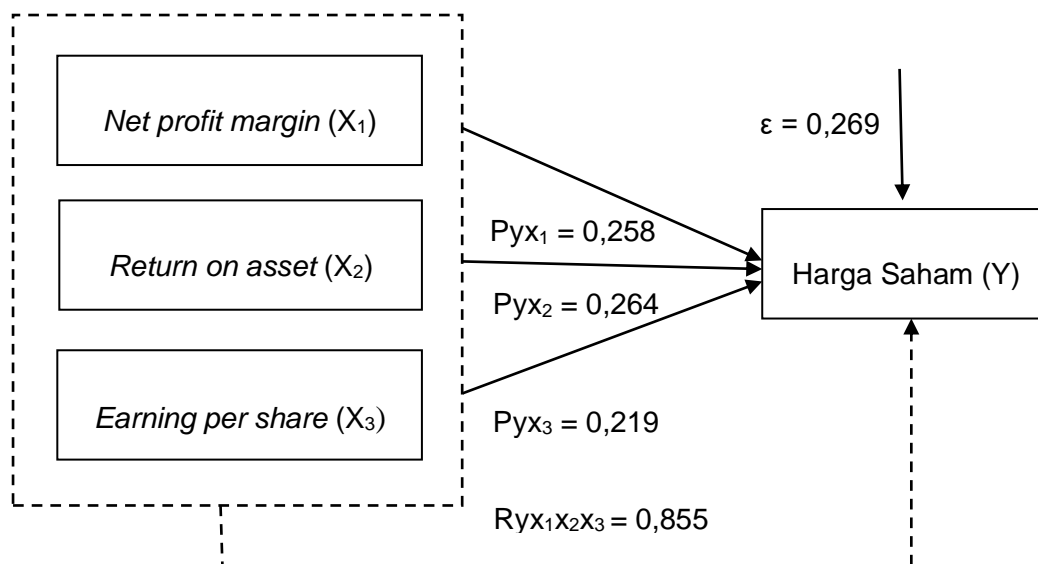 Net profit margin (X₁)
ε = 0,269
Pyx₁ = 0,258
Return on asset (X₂)
Harga Saham (Y)
Pyx₂ = 0,264
Earning per share (X₃)
Pyx₃ = 0,219
Ryx₁x₂x₃ = 0,855